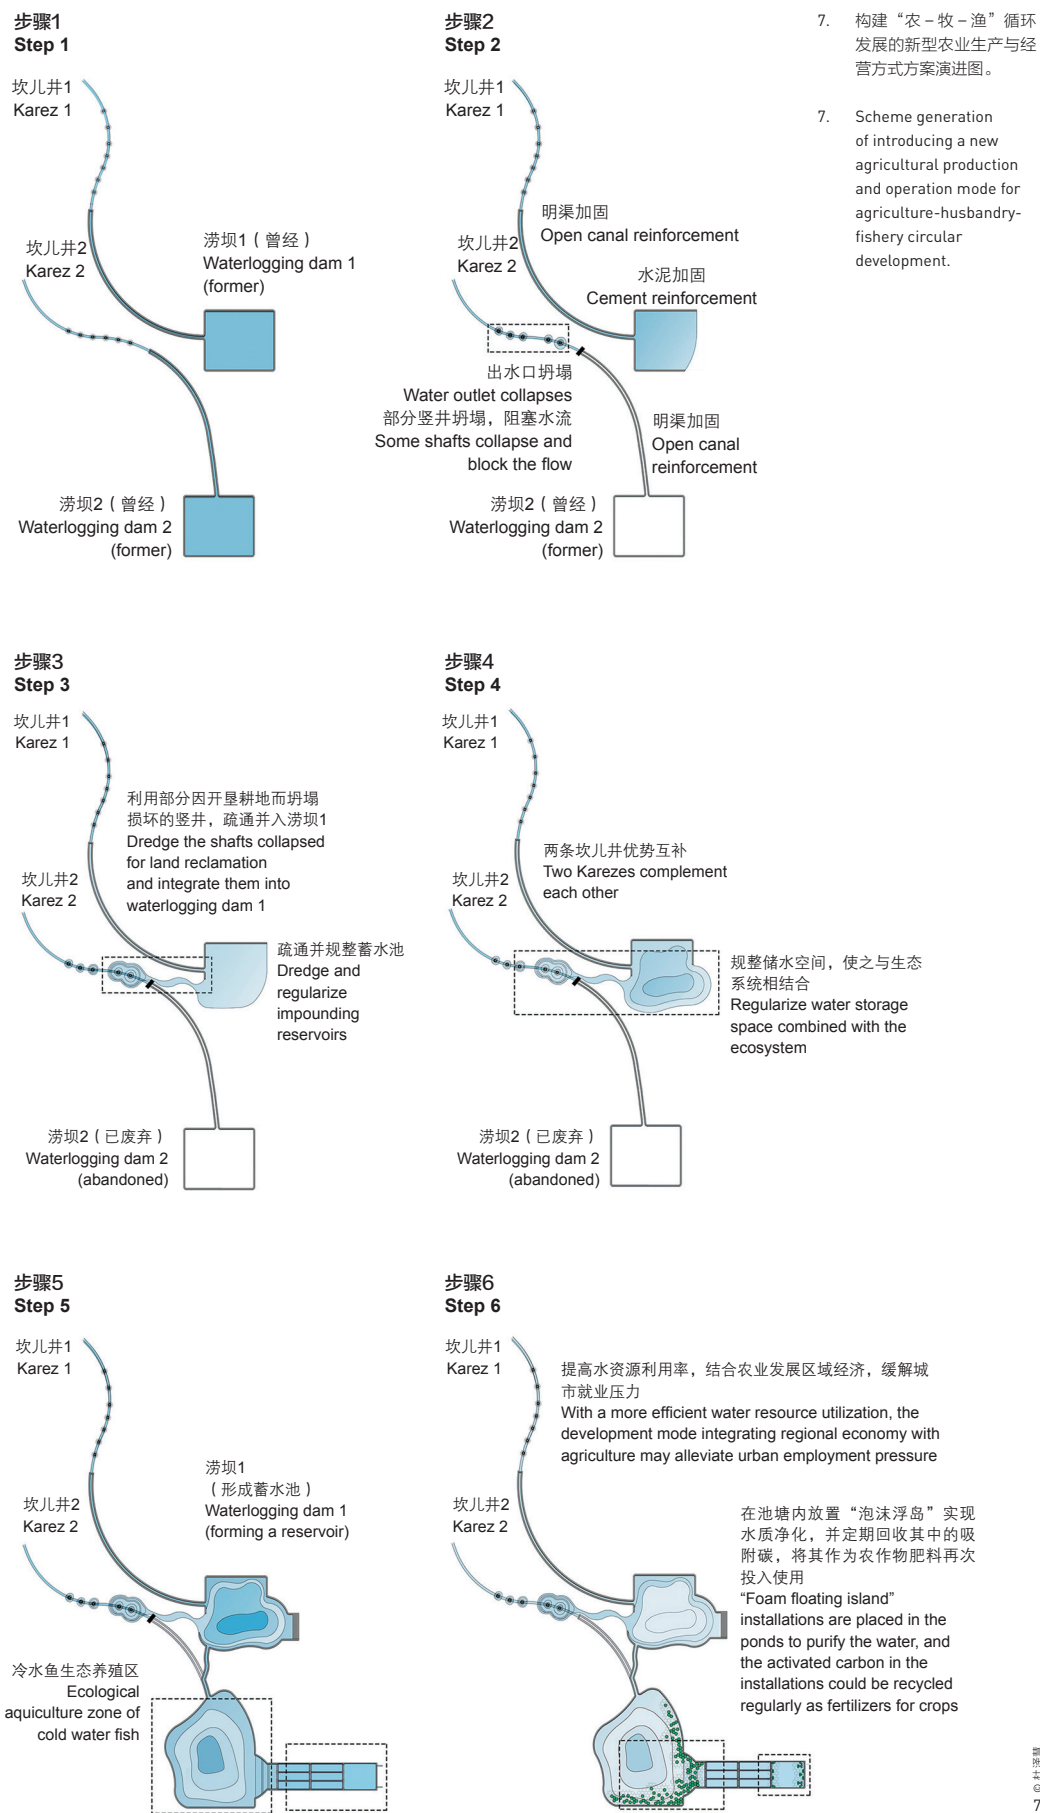 步骤1
Step 1
坎儿井1
Karez 1
坎儿井2
Karez 2
涝坝1（曾经）
Waterlogging dam 1
(former)
涝坝2（曾经）
Waterlogging dam 2
(former)
步骤2
Step 2
坎儿井1
Karez 1
明渠加固
Open canal reinforcement
坎儿井2
Karez 2
水泥加固
Cement reinforcement
出水口坍塌
Water outlet collapses
部分竖井坍塌，阻塞水流
Some shafts collapse and
block the flow
明渠加固
Open canal
reinforcement
涝坝2（曾经）
Waterlogging dam 2
(former)
7. 构建“农–牧–渔”循环
发展的新型农业生产与经
营方式方案演进图。
7. Scheme generation
of introducing a new
agricultural production
and operation mode for
agriculture-husbandry-
fishery circular
development.
步骤3
Step 3
坎儿井1
Karez 1
利用部分因开垦耕地而坍塌
损坏的竖井，疏通并入涝坝1
Dredge the shafts collapsed
for land reclamation
and integrate them into
waterlogging dam 1
坎儿井2
Karez 2
疏通并规整蓄水池
Dredge and
regularize
impounding
reservoirs
涝坝2（已废弃）
Waterlogging dam 2
(abandoned)
步骤4
Step 4
坎儿井1
Karez 1
两条坎儿井优势互补
Two Karezes complement
each other
坎儿井2
Karez 2
规整储水空间，使之与生态
系统相结合
Regularize water storage
space combined with the
ecosystem
涝坝2（已废弃）
Waterlogging dam 2
(abandoned)
步骤5
Step 5
坎儿井1
Karez 1
涝坝1
（形成蓄水池）
Waterlogging dam 1
(forming a reservoir)
坎儿井2
Karez 2
冷水鱼生态养殖区
Ecological
aquiculture zone of
cold water fish
步骤6
Step 6
坎儿井1
Karez 1
提高水资源利用率，结合农业发展区域经济，缓解城
市就业压力
With a more efficient water resource utilization, the
development mode integrating regional economy with
agriculture may alleviate urban employment pressure
坎儿井2
Karez 2
在池塘内放置“泡沫浮岛”实现
水质净化，并定期回收其中的吸
附碳，将其作为农作物肥料再次
投入使用
“Foam floating island”
installations are placed in the
ponds to purify the water, and
the activated carbon in the
installations could be recycled
regularly as fertilizers for crops
©杜泽慧
7